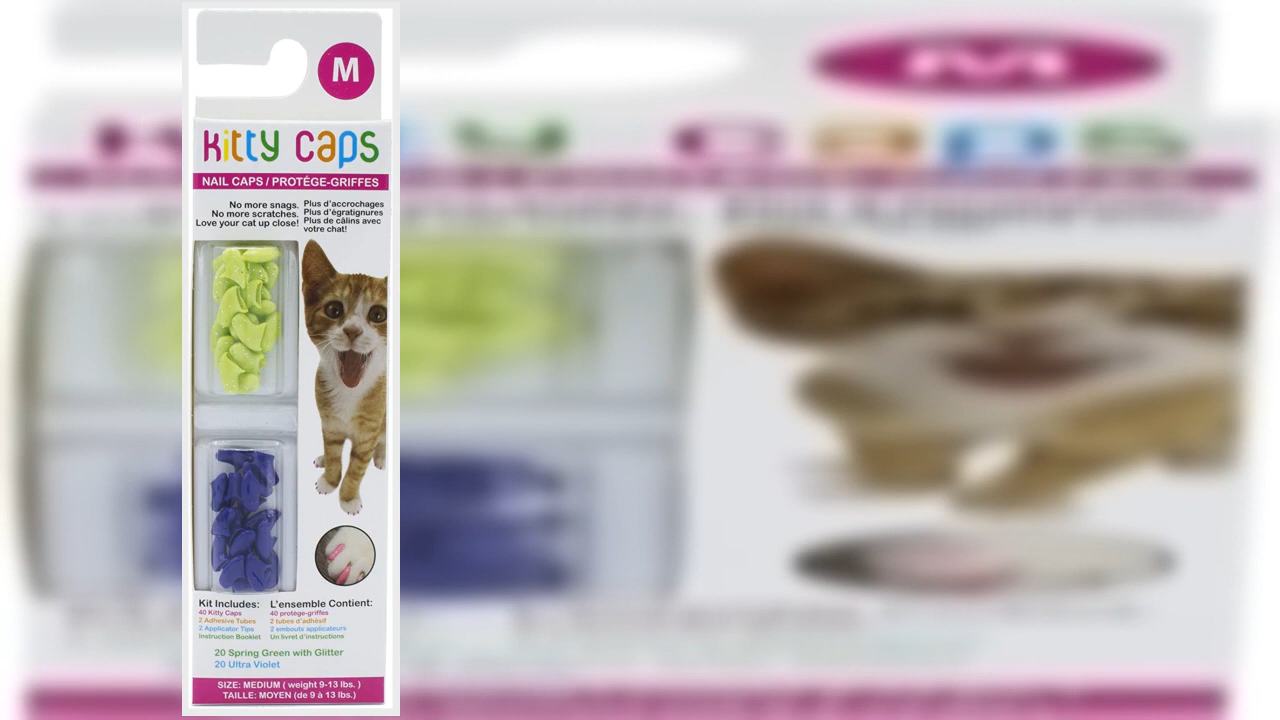 M
kitty caps
NAIL CAPS / PROTÉGE-GRIFFES
No more snags.
No more scratches.
Love your cat up close!
Plus d'accrochages
Plus d'égratignures
Plus de câlins avec
votre chat!
Kit Includes:
40 Kitty Caps
2 Adhesive Tubes
2 Applicator Tips
Instruction Booklet
L'ensemble Contient:
40 protège-griffes
2 tubes d'adhésif
2 embouts applicateurs
Un livret d'instructions
20 Spring Green with Glitter
20 Ultra Violet
SIZE: MEDIUM ( weight 9-13 lbs. )
TAILLE: MOYEN (de 9 à 13 lbs.)